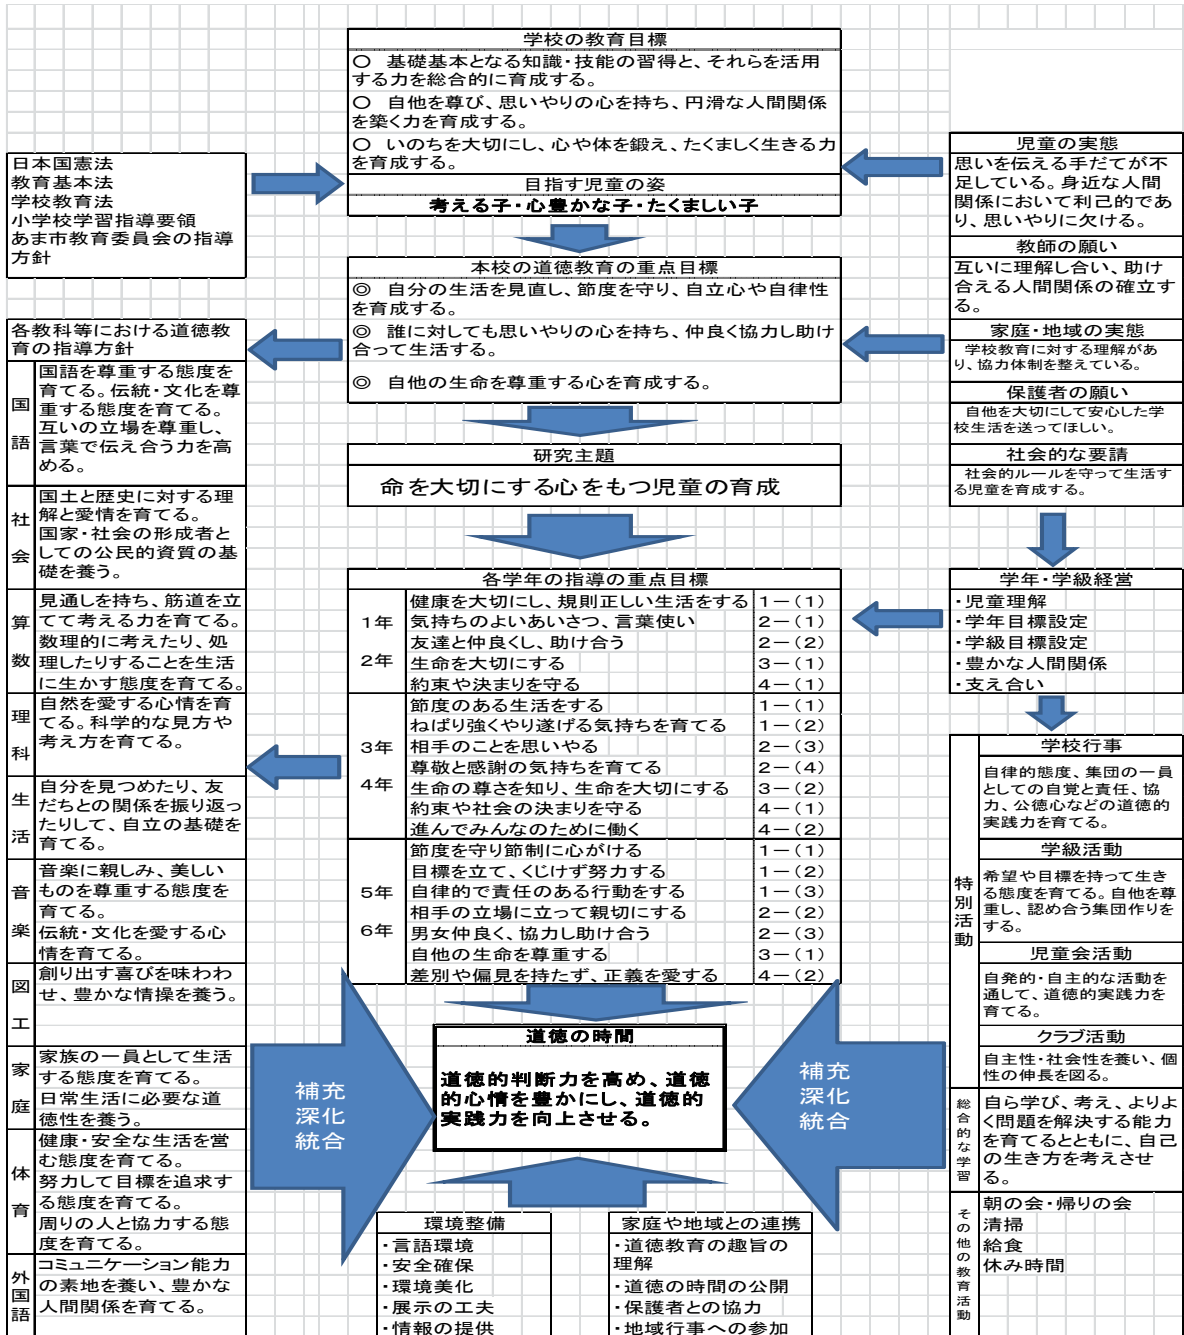 学校の教育目標
○　基礎基本となる知識・技能の習得と、それらを活用
する力を総合的に育成する。
○　自他を尊び、思いやりの心を持ち、円滑な人間関係
を築く力を育成する。
○　いのちを大切にし、心や体を鍛え、たくましく生きる力
を育成する。
目指す児童の姿
考える子・心豊かな子・たくましい子
日本国憲法
教育基本法
学校教育法
小学校学習指導要領
あま市教育委員会の指導
方針
児童の実態
思いを伝える手だてが不
足している。身近な人間
関係において利己的であ
り、思いやりに欠ける。
教師の願い
互いに理解し合い、助け
合える人間関係の確立す
る。
家庭・地域の実態
学校教育に対する理解があ
り、協力体制を整えている。
保護者の願い
自他を大切にして安心した学
校生活を送ってほしい。
社会的な要請
社会的ルールを守って生活す
る児童を育成する。
本校の道徳教育の重点目標
◎　自分の生活を見直し、節度を守り、自立心や自律性
を育成する。
◎　誰に対しても思いやりの心を持ち、仲良く協力し助け
合って生活する。
◎　自他の生命を尊重する心を育成する。
研究主題
命を大切にする心をもつ児童の育成
各教科等における道徳教
育の指導方針
国語
国語を尊重する態度を
育てる。伝統・文化を尊
重する態度を育てる。
互いの立場を尊重し、
言葉で伝え合う力を高
める。
社会
国土と歴史に対する理
解と愛情を育てる。
国家・社会の形成者と
しての公民的資質の基
礎を養う。
算数
見通しを持ち、筋道を立
てて考える力を育てる。
数理的に考えたり、処
理したりすることを生活
に生かす態度を育てる。
理科
自然を愛する心情を育
てる。科学的な見方や
考え方を育てる。
生活
自分を見つめたり、友
だちとの関係を振り返っ
たりして、自立の基礎を
育てる。
音楽
音楽に親しみ、美しい
ものを尊重する態度を
育てる。
伝統・文化を愛する心
情を育てる。
図工
創り出す喜びを味わわ
せ、豊かな情操を養う。
家庭
家族の一員として生活
する態度を育てる。
日常生活に必要な道
徳性を養う。
体育
健康・安全な生活を営
む態度を育てる。
努力して目標を追求す
る態度を育てる。
周りの人と協力する態
度を育てる。
外国語
コミュニケーション能力
の素地を養い、豊かな
人間関係を育てる。
各学年の指導の重点目標
1年
2年
健康を大切にし、規則正しい生活をする 1－(1)
気持ちのよいあいさつ、言葉使い 2－(1)
友達と仲良くし、助け合う 2－(2)
生命を大切にする 3－(1)
約束や決まりを守る 4－(1)
3年
4年
節度のある生活をする 1－(1)
ねばり強くやり遂げる気持ちを育てる 1－(2)
相手のことを思いやる 2－(3)
尊敬と感謝の気持ちを育てる 2－(4)
生命の尊さを知り、生命を大切にする 3－(2)
約束や社会の決まりを守る 4－(1)
進んでみんなのために働く 4－(2)
5年
6年
節度を守り節制に心がける 1－(1)
目標を立て、くじけず努力する 1－(2)
自律的で責任のある行動をする 1－(3)
相手の立場に立って親切にする 2－(2)
男女仲良く、協力し助け合う 2－(3)
自他の生命を尊重する 3－(1)
差別や偏見を持たず、正義を愛する 4－(2)
学年・学級経営
・児童理解
・学年目標設定
・学級目標設定
・豊かな人間関係
・支え合い
特別活動
学校行事
自律的態度、集団の一員
としての自覚と責任、協
力、公徳心などの道徳的
実践力を育てる。
学級活動
希望や目標を持って生き
る態度を育てる。自他を尊
重し、認め合う集団作りを
する。
児童会活動
自発的・自主的な活動を
通して、道徳的実践力を
育てる。
クラブ活動
自主性・社会性を養い、個
性の伸長を図る。
総合的な学習
自ら学び、考え、よりよ
く問題を解決する能力
を育てるとともに、自己
の生き方を考えさせ
る。
その他の教育活動
朝の会・帰りの会
清掃
給食
休み時間
補充
深化
統合
道徳の時間
道徳的判断力を高め、道徳
的心情を豊かにし、道徳的
実践力を向上させる。
補充
深化
統合
環境整備
・言語環境
・安全確保
・環境美化
・展示の工夫
・情報の提供
家庭や地域との連携
・道徳教育の趣旨の
理解
・道徳の時間の公開
・保護者との協力
・地域行事への参加